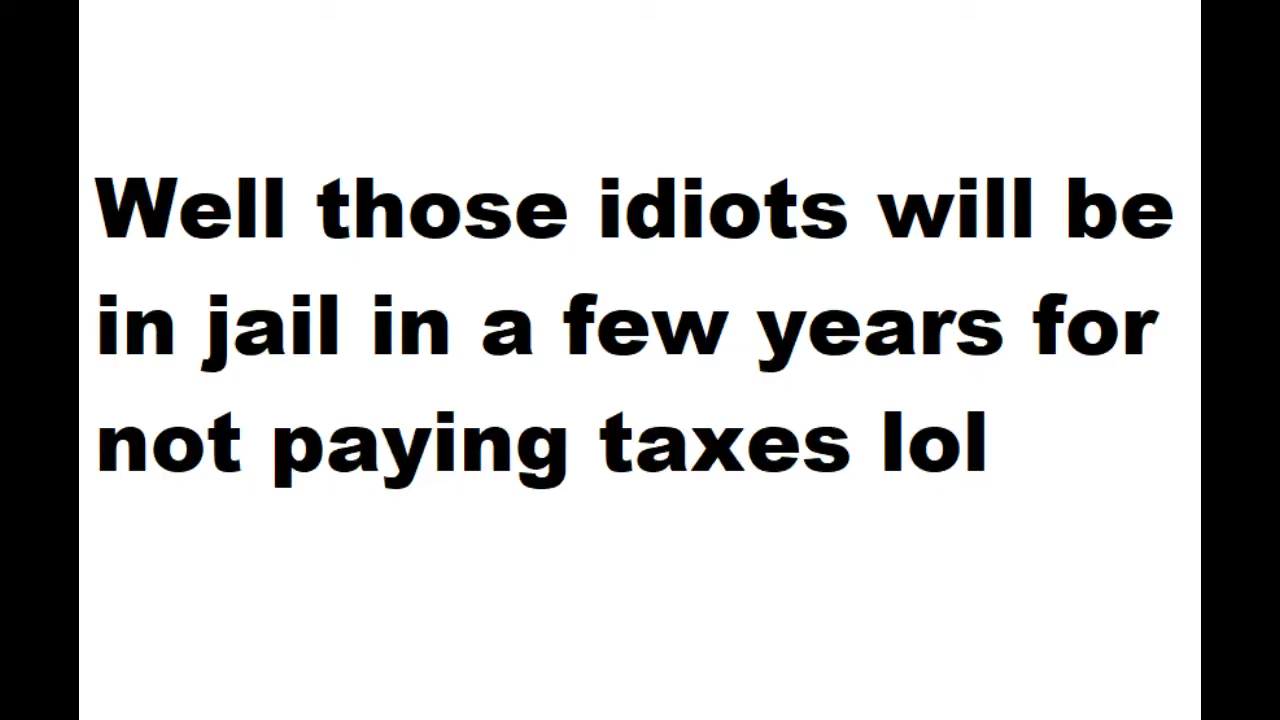 Well those idiots will be
in jail in a few years for
not paying taxes lol